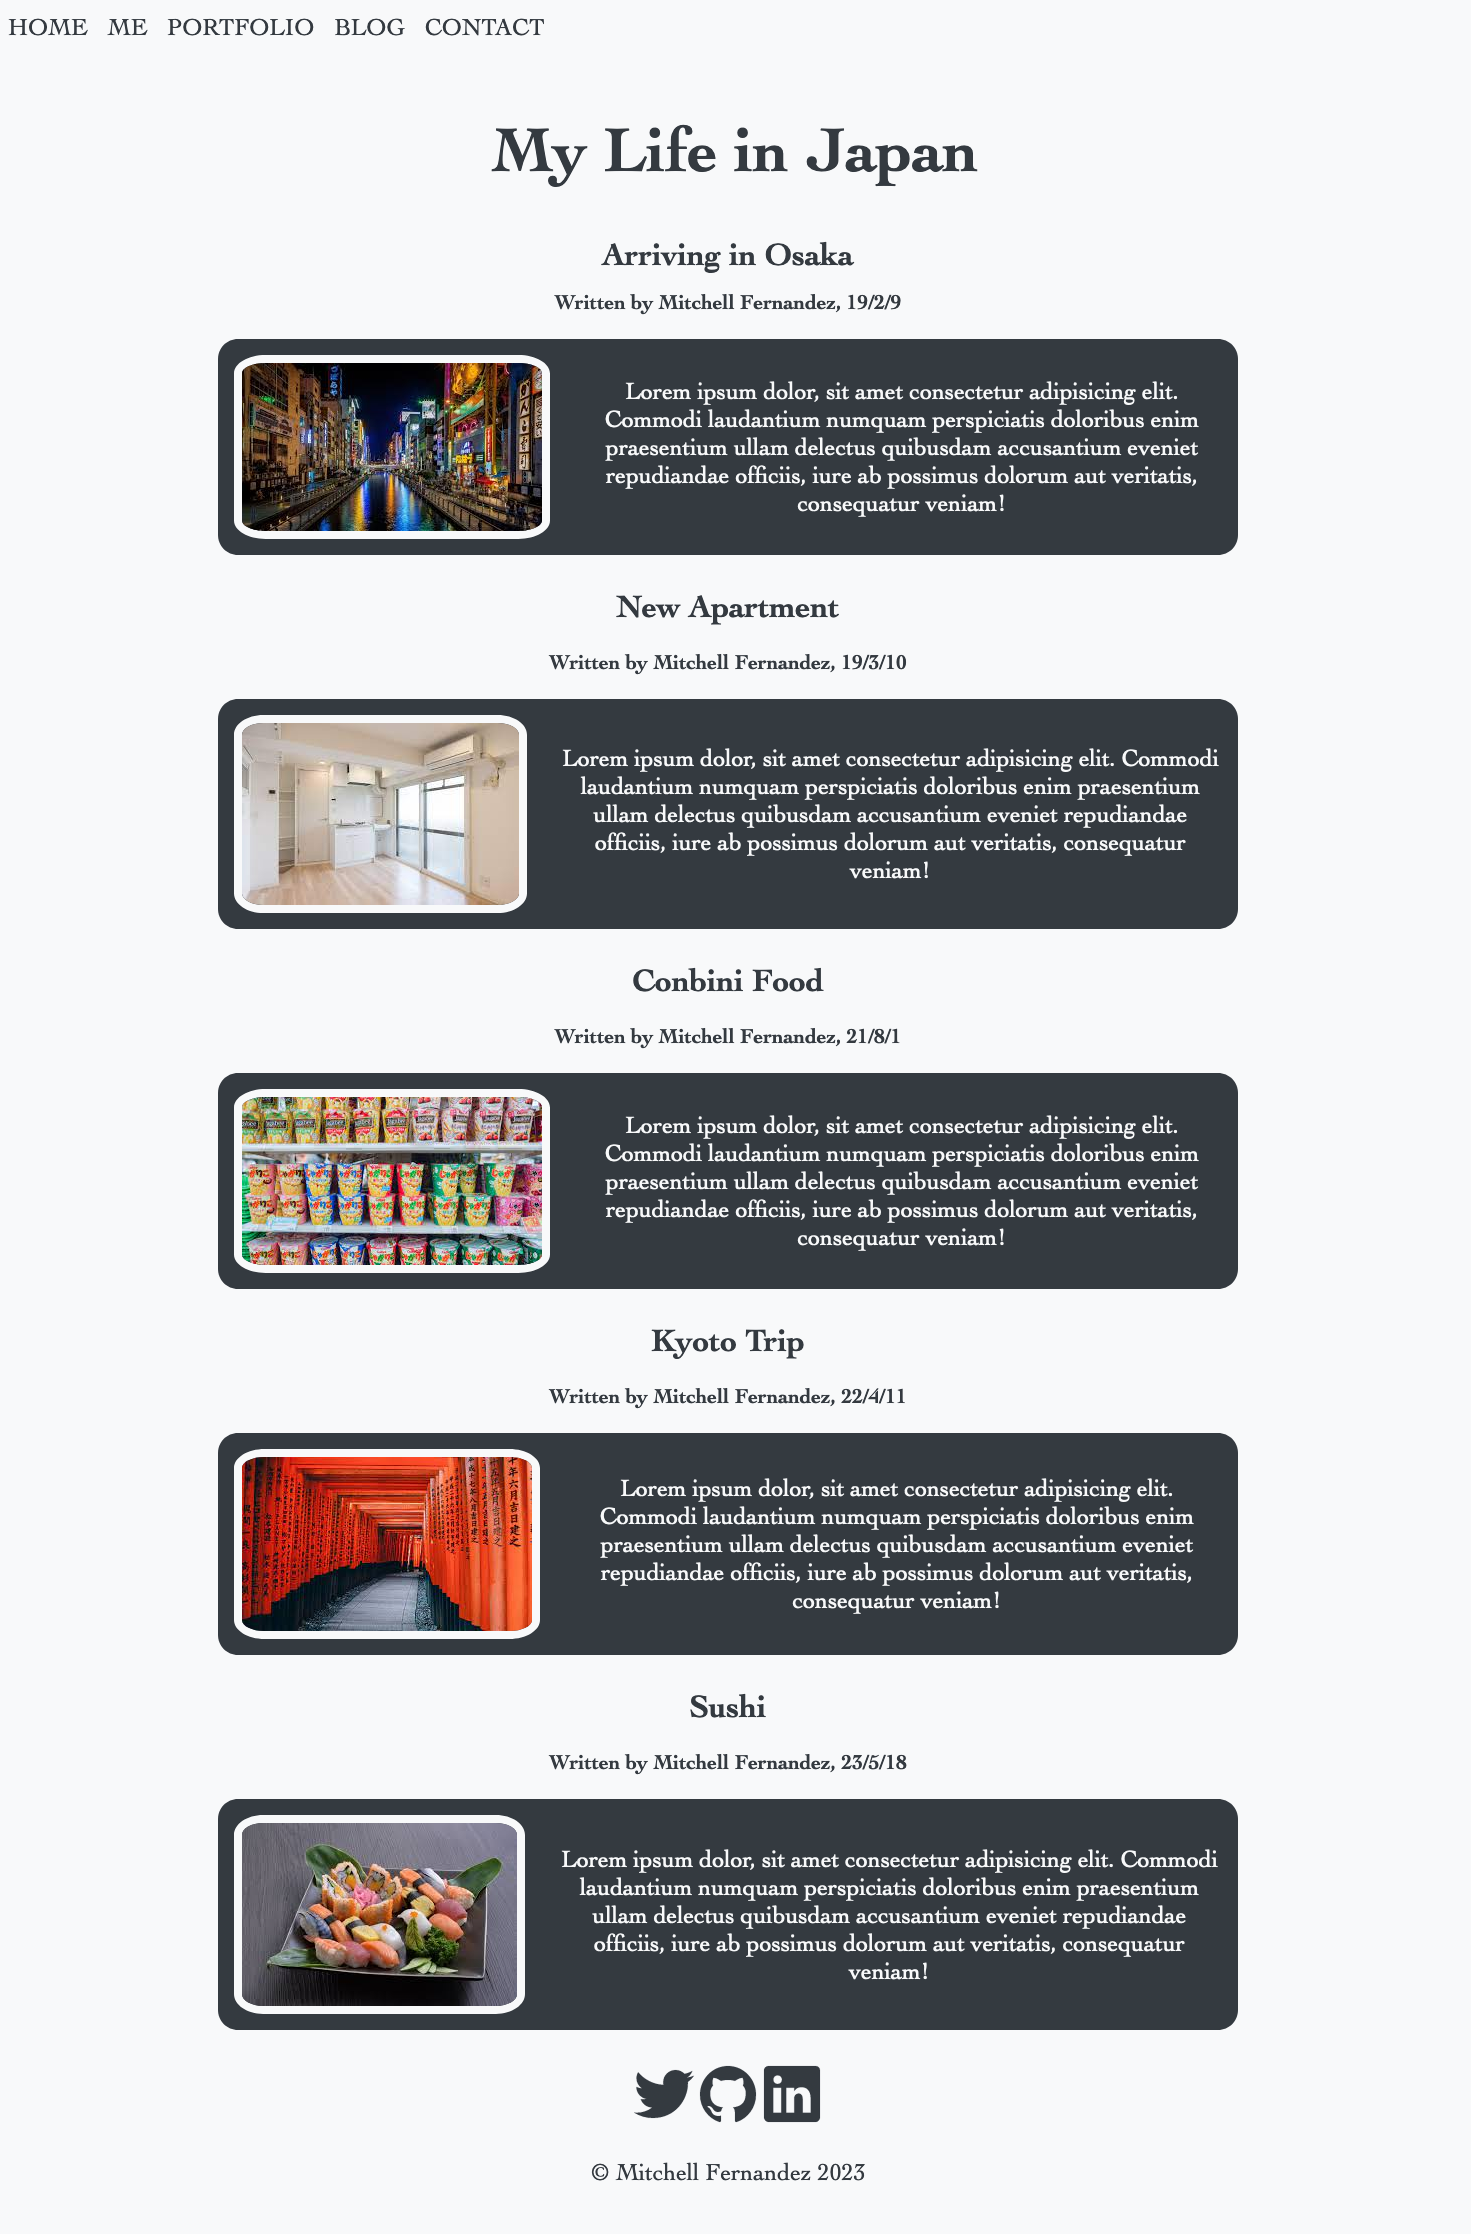 HOME ME PORTFOLIO BLOG CONTACT
My Life in Japan
Arriving in Osaka
Written by Mitchell Fernandez, 19/2/9
Lorem ipsum dolor, sit amet consectetur adipisicing elit.
Commodi laudantium numquam perspiciatis doloribus enim
praesentium ullam delectus quibusdam accusantium eveniet
repudiandae officiis, iure ab possimus dolorum aut veritatis,
consequatur veniam!
New Apartment
Written by Mitchell Fernandez, 19/3/10
Lorem ipsum dolor, sit amet consectetur adipisicing elit. Commodi
laudantium numquam perspiciatis doloribus enim praesentium
ullam delectus quibusdam accusantium eveniet repudiandae
officiis, iure ab possimus dolorum aut veritatis, consequatur
veniam!
Conbini Food
Written by Mitchell Fernandez, 21/8/1
Lorem ipsum dolor, sit amet consectetur adipisicing elit.
Commodi laudantium numquam perspiciatis doloribus enim
praesentium ullam delectus quibusdam accusantium eveniet
repudiandae officiis, iure ab possimus dolorum aut veritatis,
consequatur veniam!
Kyoto Trip
Written by Mitchell Fernandez, 22/4/11
Lorem ipsum dolor, sit amet consectetur adipisicing elit.
Commodi laudantium numquam perspiciatis doloribus enim
praesentium ullam delectus quibusdam accusantium eveniet
repudiandae officiis, iure ab possimus dolorum aut veritatis,
consequatur veniam!
Sushi
Written by Mitchell Fernandez, 23/5/18
Lorem ipsum dolor, sit amet consectetur adipisicing elit. Commodi
laudantium numquam perspiciatis doloribus enim praesentium
ullam delectus quibusdam accusantium eveniet repudiandae
officiis, iure ab possimus dolorum aut veritatis, consequatur
veniam!
in
© Mitchell Fernandez 2023